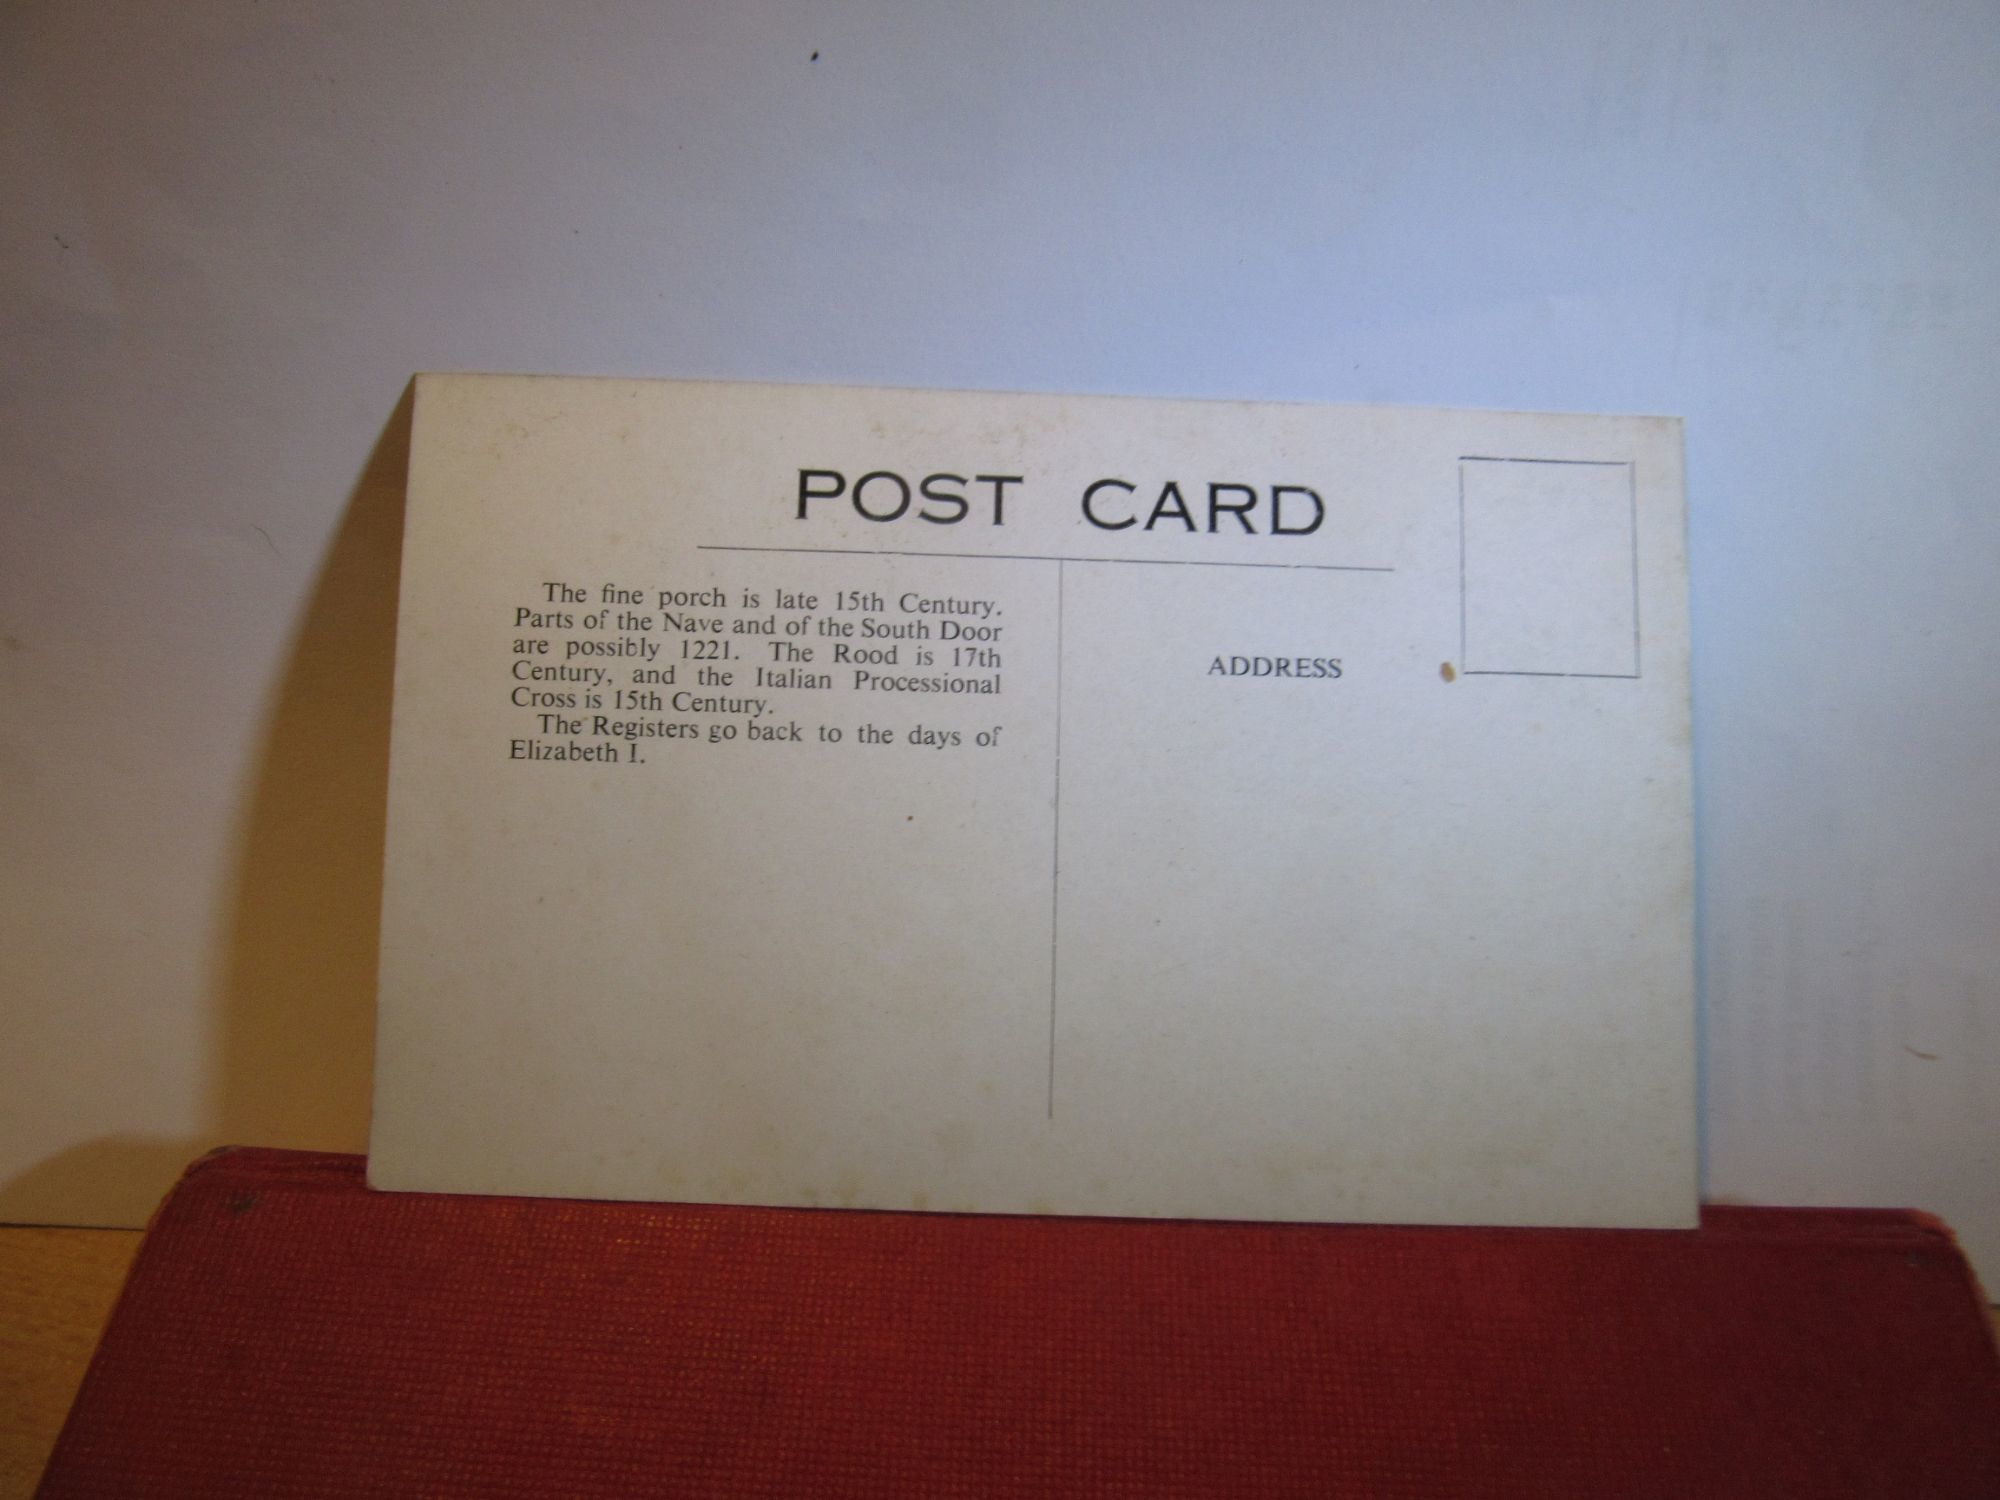 POST CARD
The fine porch is late 15th Century.
Parts of the Nave and of the South Door
are possibly 1221. The Rood is 17th
Century, and the Italian Processional
Cross is 15th Century.
The Registers go back to the days of
Elizabeth I.
ADDRESS